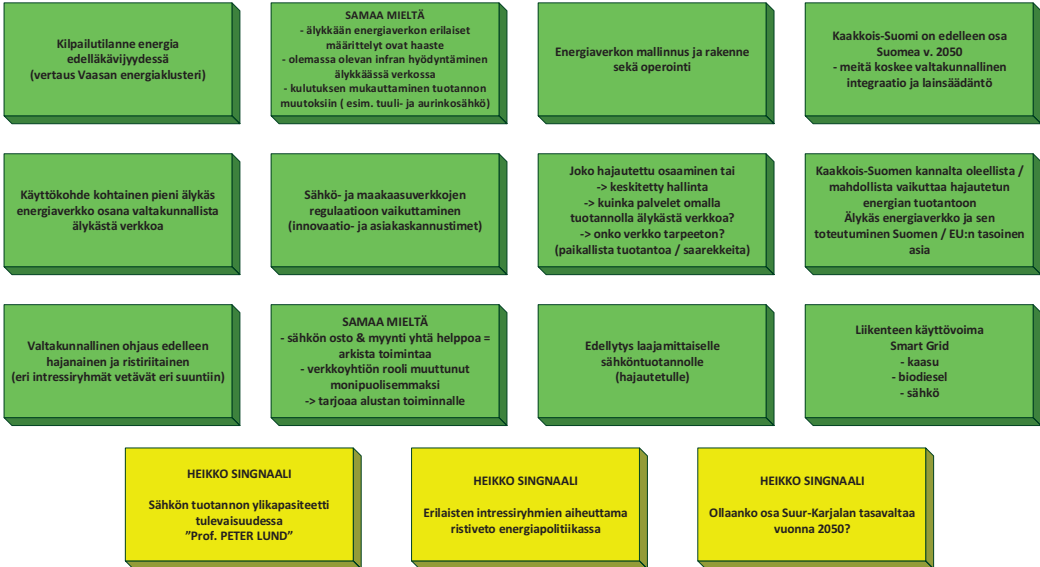 Kilpailutilanne energia
edelläkävijyydessä
(vertaus Vaasan energiaklusteri)
SAMAA MIELTÄ
- älykkään energiaverkon erilaiset
määrittelyt ovat haaste
- olemassa olevan infran hyödyntäminen
älykkäässä verkossa
- kulutuksen mukauttaminen tuotannon
muutoksiin ( esim. tuuli- ja aurinkosähkö)
Energiaverkon mallinnus ja rakenne
sekä operointi
Kaakkois-Suomi on edelleen osa
Suomea v. 2050
- meitä koskee valtakunnallinen
integraatio ja lainsäädäntö
Käyttökohde kohtainen pieni älykäs
energiaverkko osana valtakunnallista
älykästä verkkoa
Sähkö- ja maakaasuverkkojen
regulaatioon vaikuttaminen
(innovaatio- ja asiakaskannustimet)
Joko hajautettu osaaminen tai
-> keskitetty hallinta
-> kuinka palvelet omalla
tuotannolla älykästä verkkoa?
-> onko verkko tarpeeton?
(paikallista tuotantoa / saarekkeita)
Kaakkois-Suomen kannalta oleellista /
mahdollista vaikuttaa hajautetun
energian tuotantoon
Älykäs energiaverkko ja sen
toteutuminen Suomen / EU:n tasoinen
asia
Valtakunnallinen ohjaus edelleen
hajanainen ja ristiriitainen
(eri intressiryhmät vetävät eri suuntiin)
SAMAA MIELTÄ
- sähkön osto & myynti yhtä helppoa =
arkista toimintaa
- verkkoyhtiön rooli muuttunut
monipuolisemmaksi
-> tarjoaa alustan toiminnalle
Edellytys laajamittaiselle
sähköntuotannolle
(hajautetulle)
Liikenteen käyttövoima
Smart Grid
- kaasu
- biodiesel
- sähkö
HEIKKO SINGNAALI
Sähkön tuotannon ylikapasiteetti
tulevaisuudessa
”Prof. PETER LUND”
HEIKKO SINGNAALI
Erilaisten intressiryhmien aiheuttama
ristiveto energiapolitiikassa
HEIKKO SINGNAALI
Ollaanko osa Suur-Karjalan tasavaltaa
vuonna 2050?